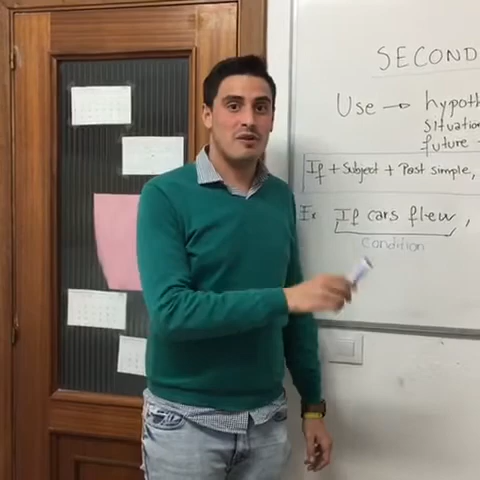 SECOND
Use → hypoth
situation
future -
If + Subject + Past simple,
Ex If cars flew,
condition